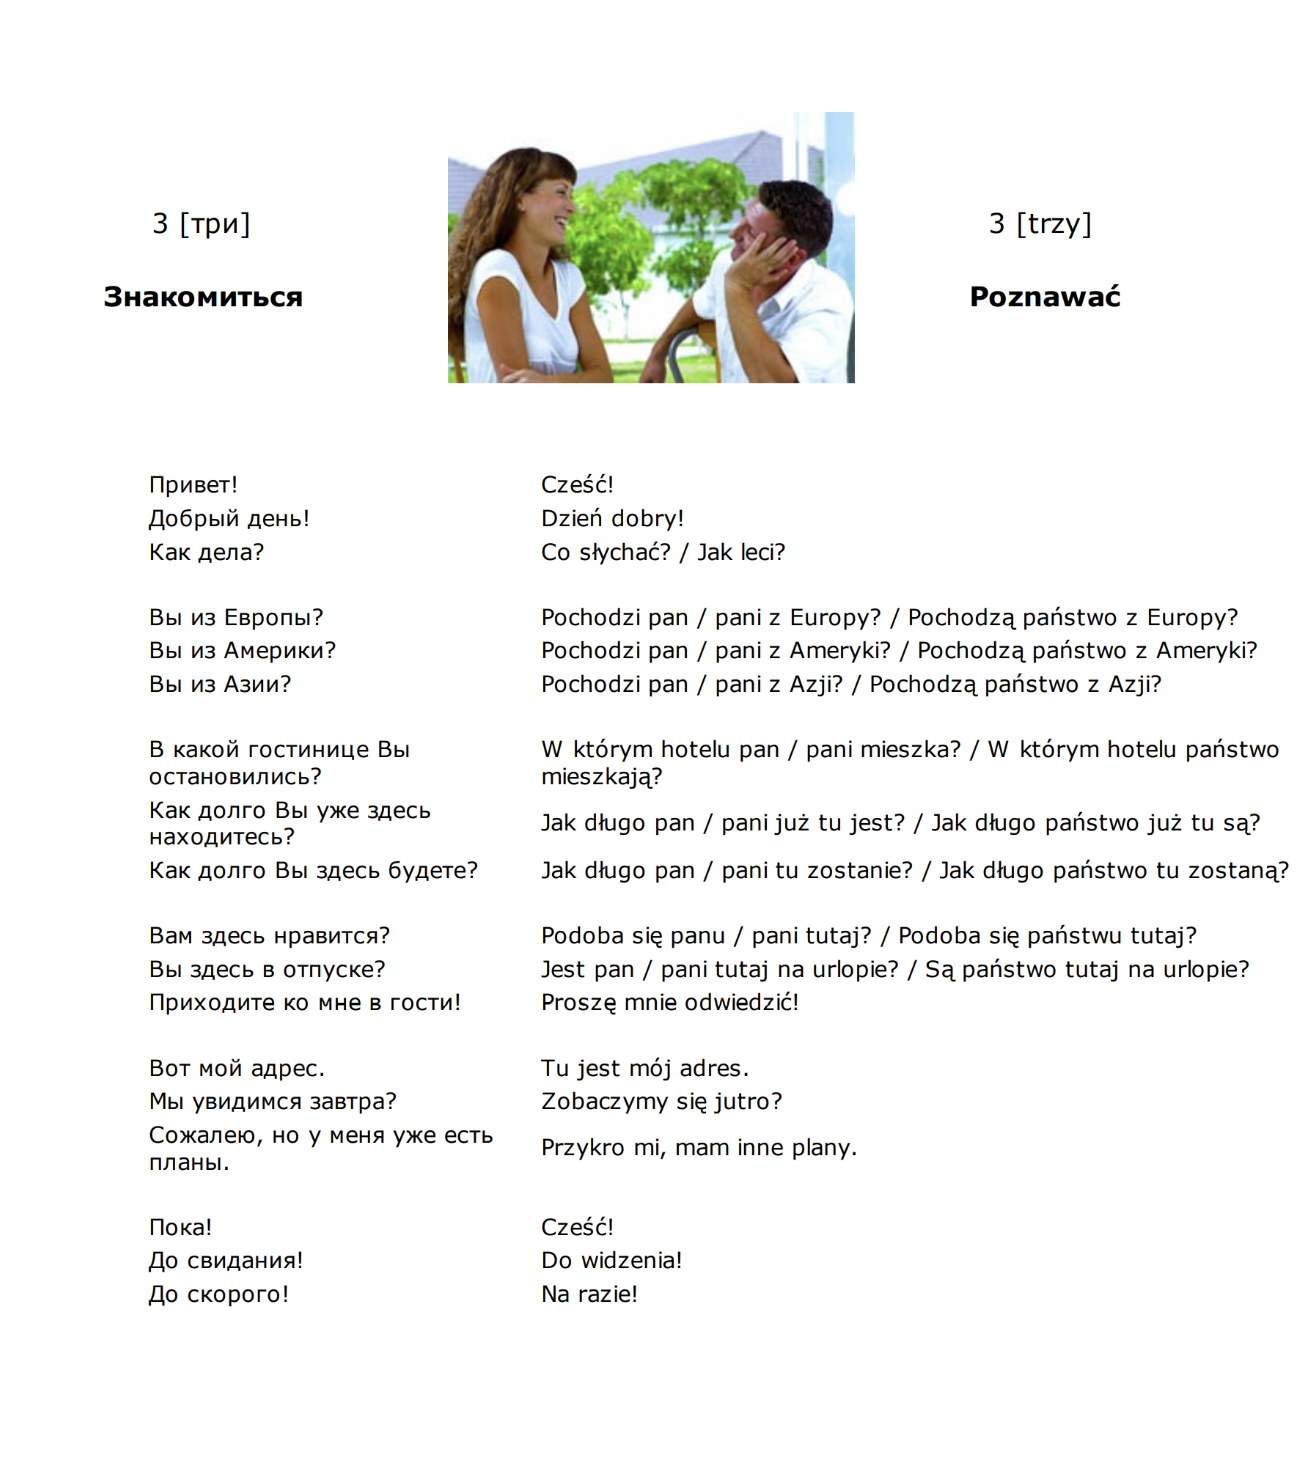 3 [три]
3 [trzy]
Знакомиться
Poznawać
Привет!
Cześć!
Добрый день!
Dzień dobry!
Как дела?
Co słychać? / Jak leci?
Вы из Европы?
Pochodzi pan / pani z Europy? / Pochodzą państwo z Europy?
Вы из Америки?
Pochodzi pan / pani z Ameryki? / Pochodzą państwo z Ameryki?
Вы из Азии?
Pochodzi pan / pani z Azji? / Pochodzą państwo z Azji?
В какой гостинице Вы
остановились?
W którym hotelu pan / pani mieszka? / W którym hotelu państwo
mieszkają?
Как долго Вы уже здесь
находитесь?
Jak długo pan / pani już tu jest? / Jak długo państwo już tu są?
Как долго Вы здесь будете?
Jak długo pan / pani tu zostanie? / Jak długo państwo tu zostaną?
Вам здесь нравится?
Podoba się panu / pani tutaj? / Podoba się państwu tutaj?
Вы здесь в отпуске?
Jest pan / pani tutaj na urlopie? / Są państwo tutaj na urlopie?
Приходите ко мне в гости!
Proszę mnie odwiedzić!
Вот мой адрес.
Tu jest mój adres.
Мы увидимся завтра?
Zobaczymy się jutro?
Сожалею, но у меня уже есть
планы.
Przykro mi, mam inne plany.
Пока!
Cześć!
До свидания!
Do widzenia!
До скорого!
Na razie!